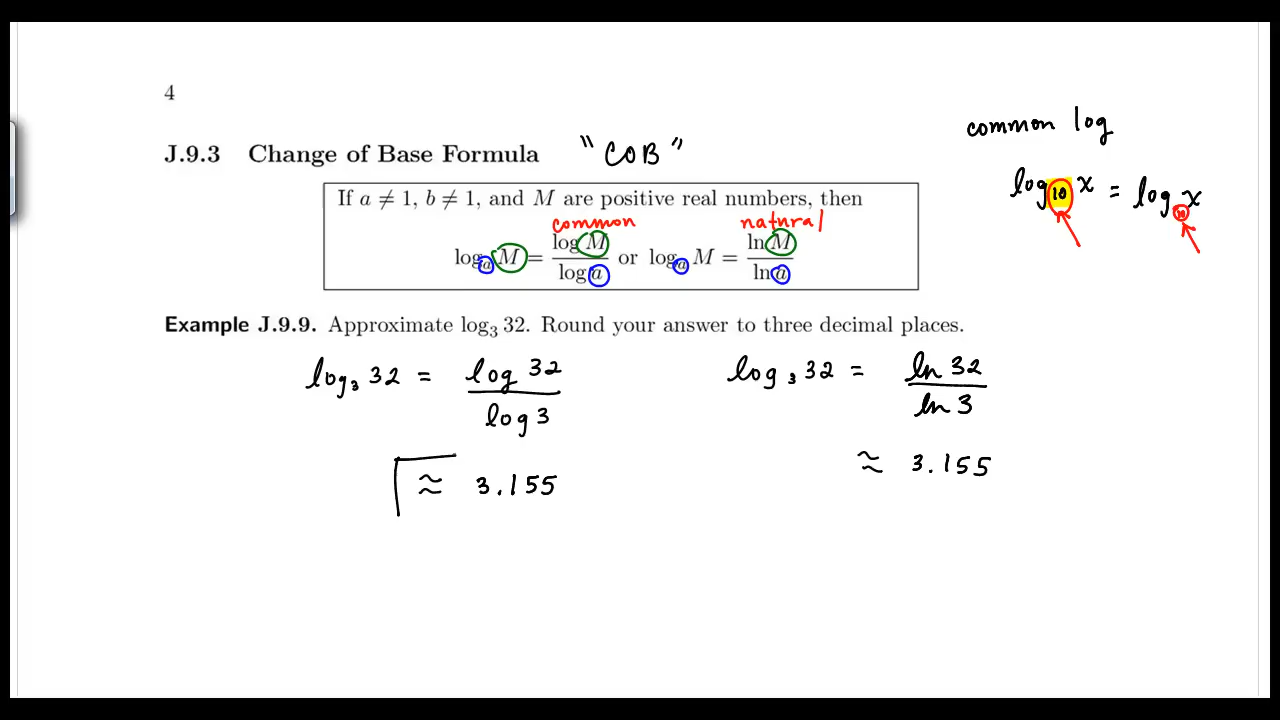 4
common log
J.9.3 Change of Base Formula "COB"
log₁₀ x = log₁₀ x
If a ≠ 1, b ≠ 1, and M are positive real numbers, then
common natural
logₐ M = log M / log a or logₐ M = ln M / ln a
Example J.9.9. Approximate log₃ 32. Round your answer to three decimal places.
log₃ 32 = log 32 / log 3
≈ 3.155
log₃ 32 = ln 32 / ln 3
≈ 3.155